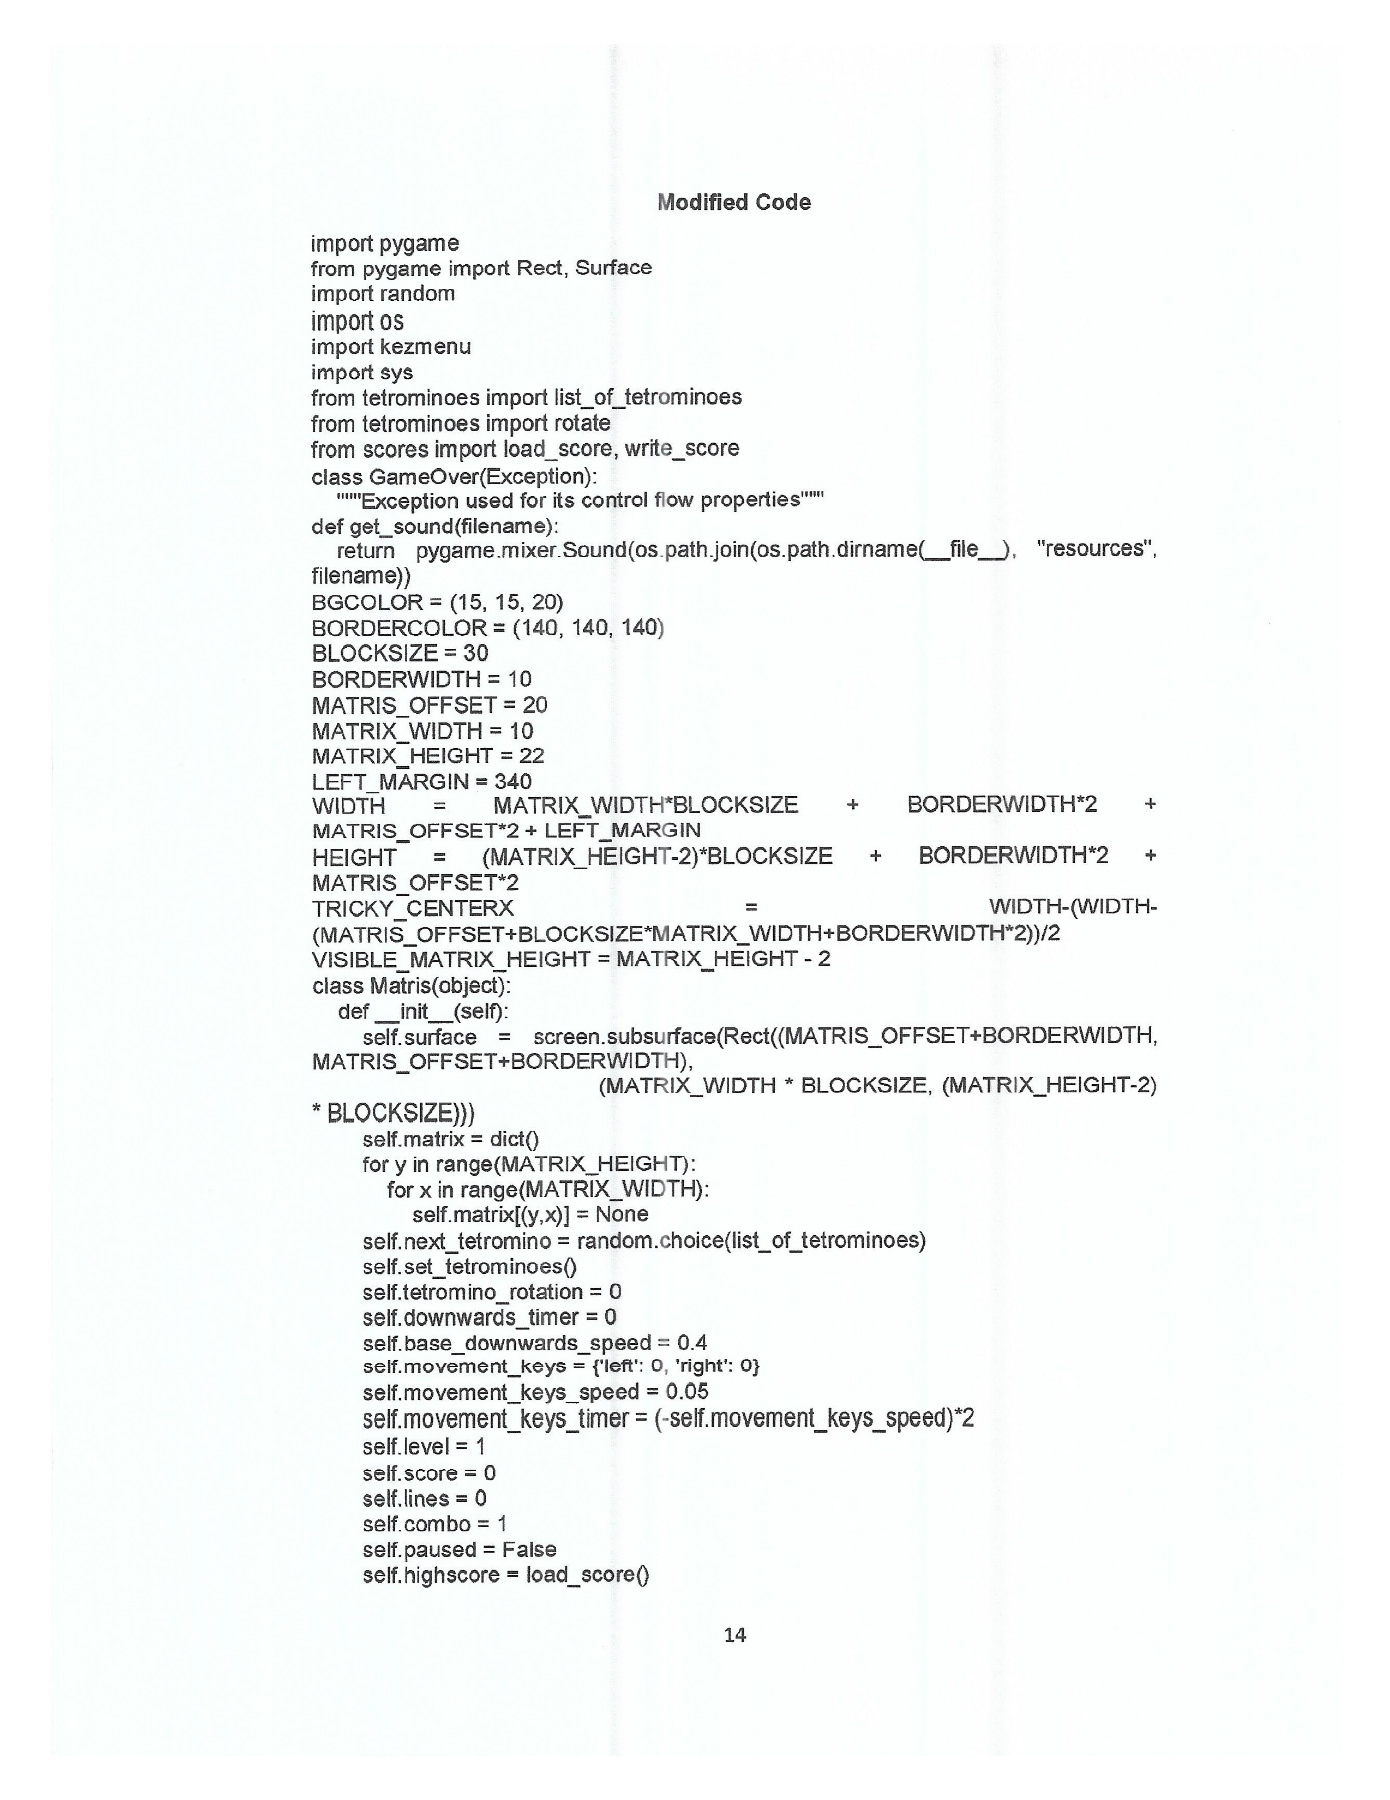 Modified Code
import pygame
from pygame import Rect, Surface
import random
import os
import kezmenu
import sys
from tetrominoes import list_of_tetrominoes
from tetrominoes import rotate
from scores import load_score, write_score
class GameOver(Exception):
"""Exception used for its control flow properties"""
def get_sound(filename):
return pygame.mixer.Sound(os.path.join(os.path.dirname(__file__), "resources",
filename))
BGCOLOR = (15, 15, 20)
BORDERCOLOR = (140, 140, 140)
BLOCKSIZE = 30
BORDERWIDTH = 10
MATRIS_OFFSET = 20
MATRIX_WIDTH = 10
MATRIX_HEIGHT = 22
LEFT_MARGIN = 340
WIDTH = MATRIX_WIDTH*BLOCKSIZE + BORDERWIDTH*2 +
MATRIS_OFFSET*2 + LEFT_MARGIN
HEIGHT = (MATRIX_HEIGHT-2)*BLOCKSIZE + BORDERWIDTH*2 +
MATRIS_OFFSET*2
TRICKY_CENTERX = WIDTH-(WIDTH-
(MATRIS_OFFSET+BLOCKSIZE*MATRIX_WIDTH+BORDERWIDTH*2))/2
VISIBLE_MATRIX_HEIGHT = MATRIX_HEIGHT - 2
class Matris(object):
def __init__(self):
self.surface = screen.subsurface(Rect((MATRIS_OFFSET+BORDERWIDTH,
MATRIS_OFFSET+BORDERWIDTH),
(MATRIX_WIDTH * BLOCKSIZE, (MATRIX_HEIGHT-2)
* BLOCKSIZE)))
self.matrix = dict()
for y in range(MATRIX_HEIGHT):
for x in range(MATRIX_WIDTH):
self.matrix[(y,x)] = None
self.next_tetromino = random.choice(list_of_tetrominoes)
self.set_tetrominoes()
self.tetromino_rotation = 0
self.downwards_timer = 0
self.base_downwards_speed = 0.4
self.movement_keys = {'left': 0, 'right': 0}
self.movement_keys_speed = 0.05
self.movement_keys_timer = (-self.movement_keys_speed)*2
self.level = 1
self.score = 0
self.lines = 0
self.combo = 1
self.paused = False
self.highscore = load_score()
14